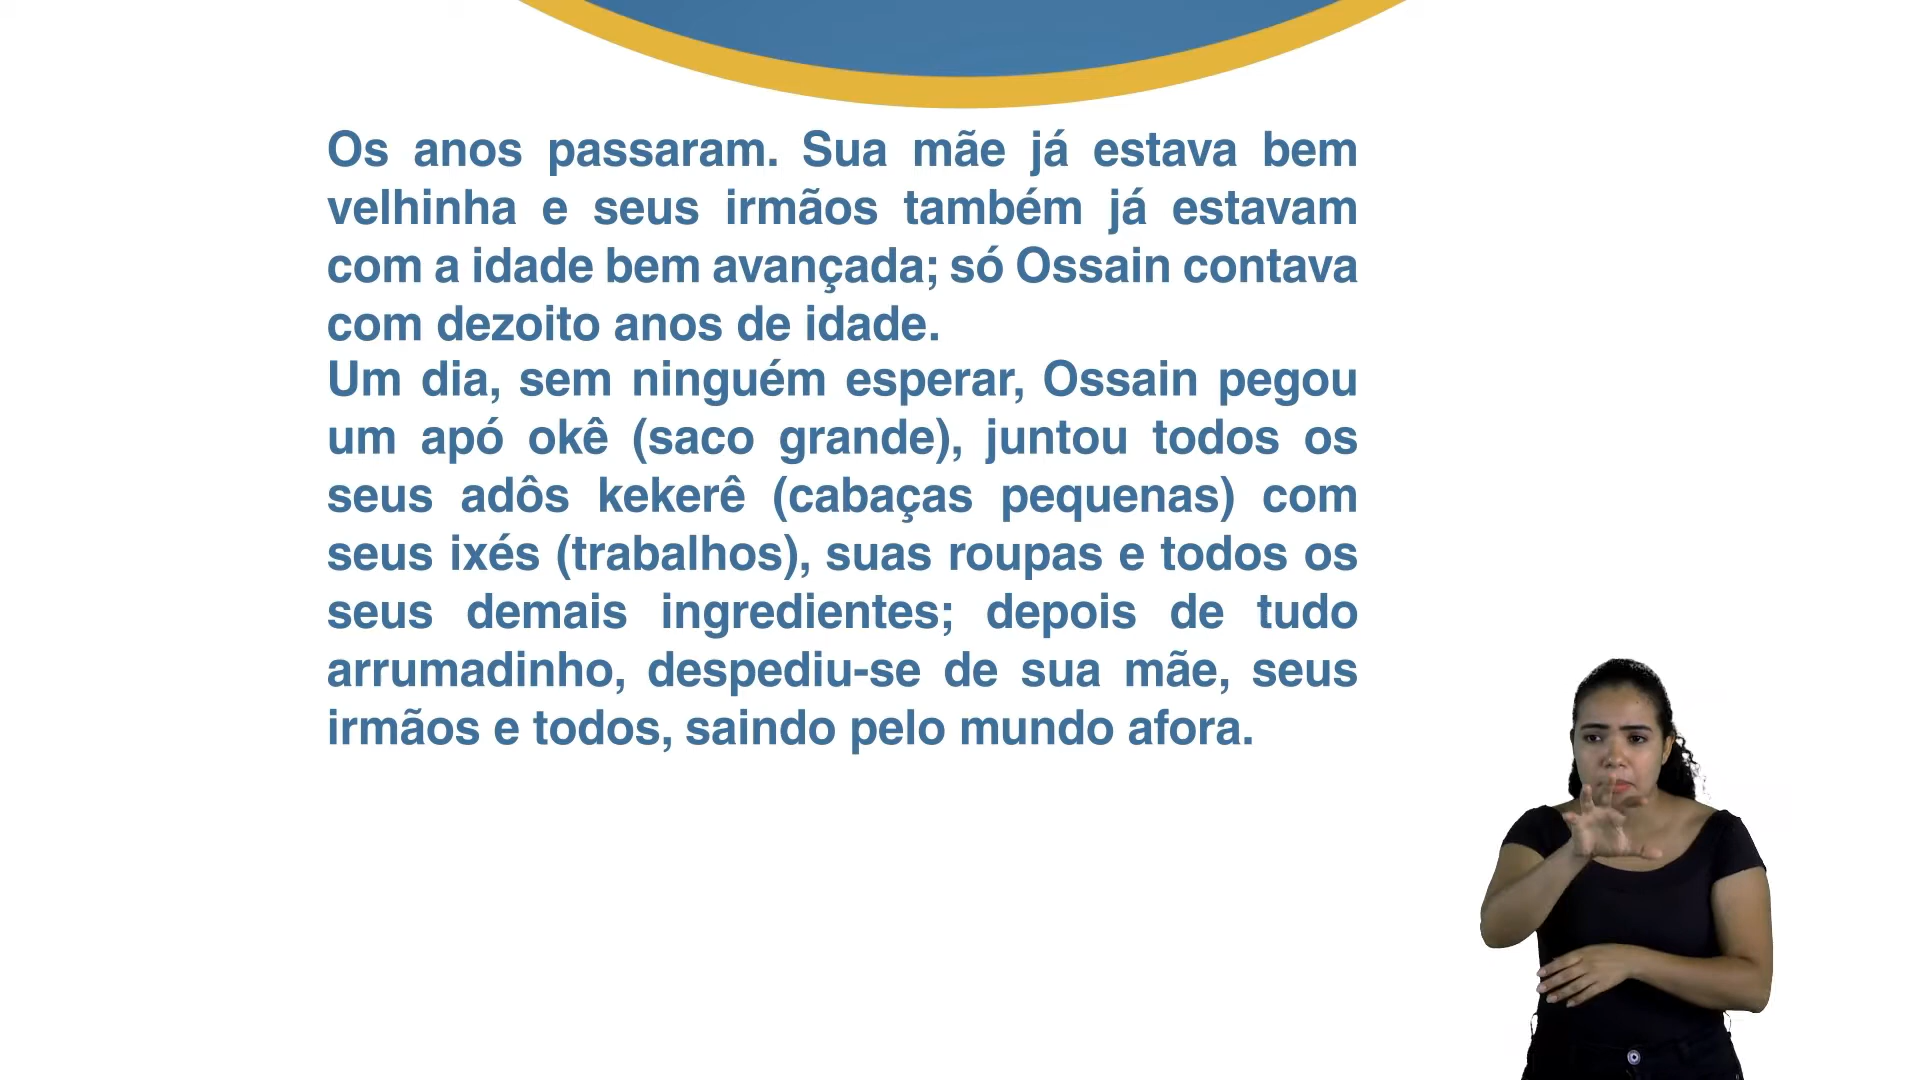 Os anos passaram. Sua mãe já estava bem
velhinha e seus irmãos também já estavam
com a idade bem avançada; só Ossain contava
com dezoito anos de idade.
Um dia, sem ninguém esperar, Ossain pegou
um apó okê (saco grande), juntou todos os
seus adôs kekerê (cabaças pequenas) com
seus ixés (trabalhos), suas roupas e todos os
seus demais ingredientes; depois de tudo
arrumadinho, despediu-se de sua mãe, seus
irmãos e todos, saindo pelo mundo afora.